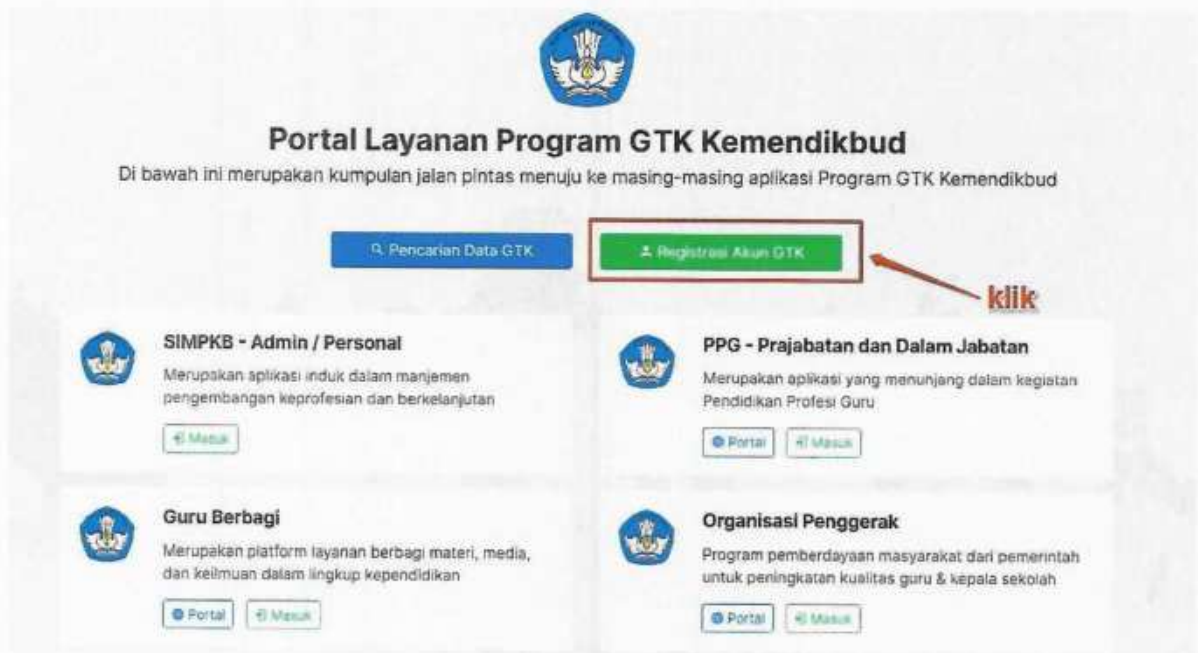 Portal Layanan Program GTK Kemendikbud
Di bawah ini merupakan kumpulan jalan pintas menuju ke masing-masing aplikasi Program GTK Kemendikbud
Pencarian Data GTK
Registrasi Akun GTK
klik
SIMPKB - Admin / Personal
Merupakan aplikasi induk dalam manjemen
pengembangan keprofesian dan berkelanjutan
Masuk
PPG - Prajabatan dan Dalam Jabatan
Merupakan aplikasi yang menunjang dalam kegiatan
Pendidikan Profesi Guru
Portal Masuk
Guru Berbagi
Merupakan platform layanan berbagi materi, media,
dan keilmuan dalam lingkup kependidikan
Portal Masuk
Organisasi Penggerak
Program pemberdayaan masyarakat dari pemerintah
untuk peningkatan kualitas guru & kepala sekolah
Portal Masuk